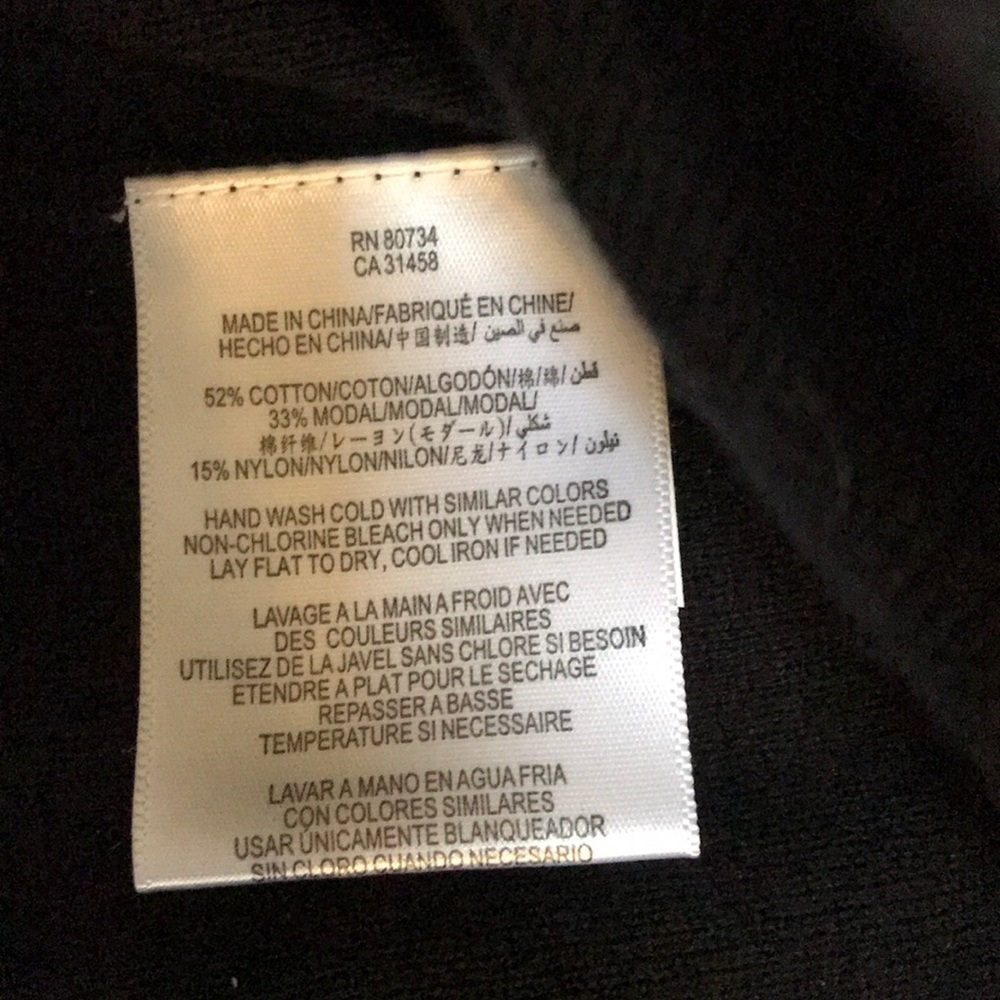 RN 80734
CA 31458
MADE IN CHINA/FABRIQUÉ EN CHINE/
HECHO EN CHINA/中国制造/ صنع في الصين
52% COTTON/COTON/ALGODÓN/棉/綿/ قطن
33% MODAL/MODAL/MODAL/
棉纤维/レーヨン(モダール)/ شكلي
15% NYLON/NYLON/NILON/尼龙/ナイロン/ نيلون
HAND WASH COLD WITH SIMILAR COLORS
NON-CHLORINE BLEACH ONLY WHEN NEEDED
LAY FLAT TO DRY, COOL IRON IF NEEDED
LAVAGE A LA MAIN A FROID AVEC
DES COULEURS SIMILAIRES
UTILISEZ DE LA JAVEL SANS CHLORE SI BESOIN
ETENDRE A PLAT POUR LE SECHAGE
REPASSER A BASSE
TEMPERATURE SI NECESSAIRE
LAVAR A MANO EN AGUA FRIA
CON COLORES SIMILARES
USAR ÚNICAMENTE BLANQUEADOR
SIN CLORO CUANDO NECESARIO